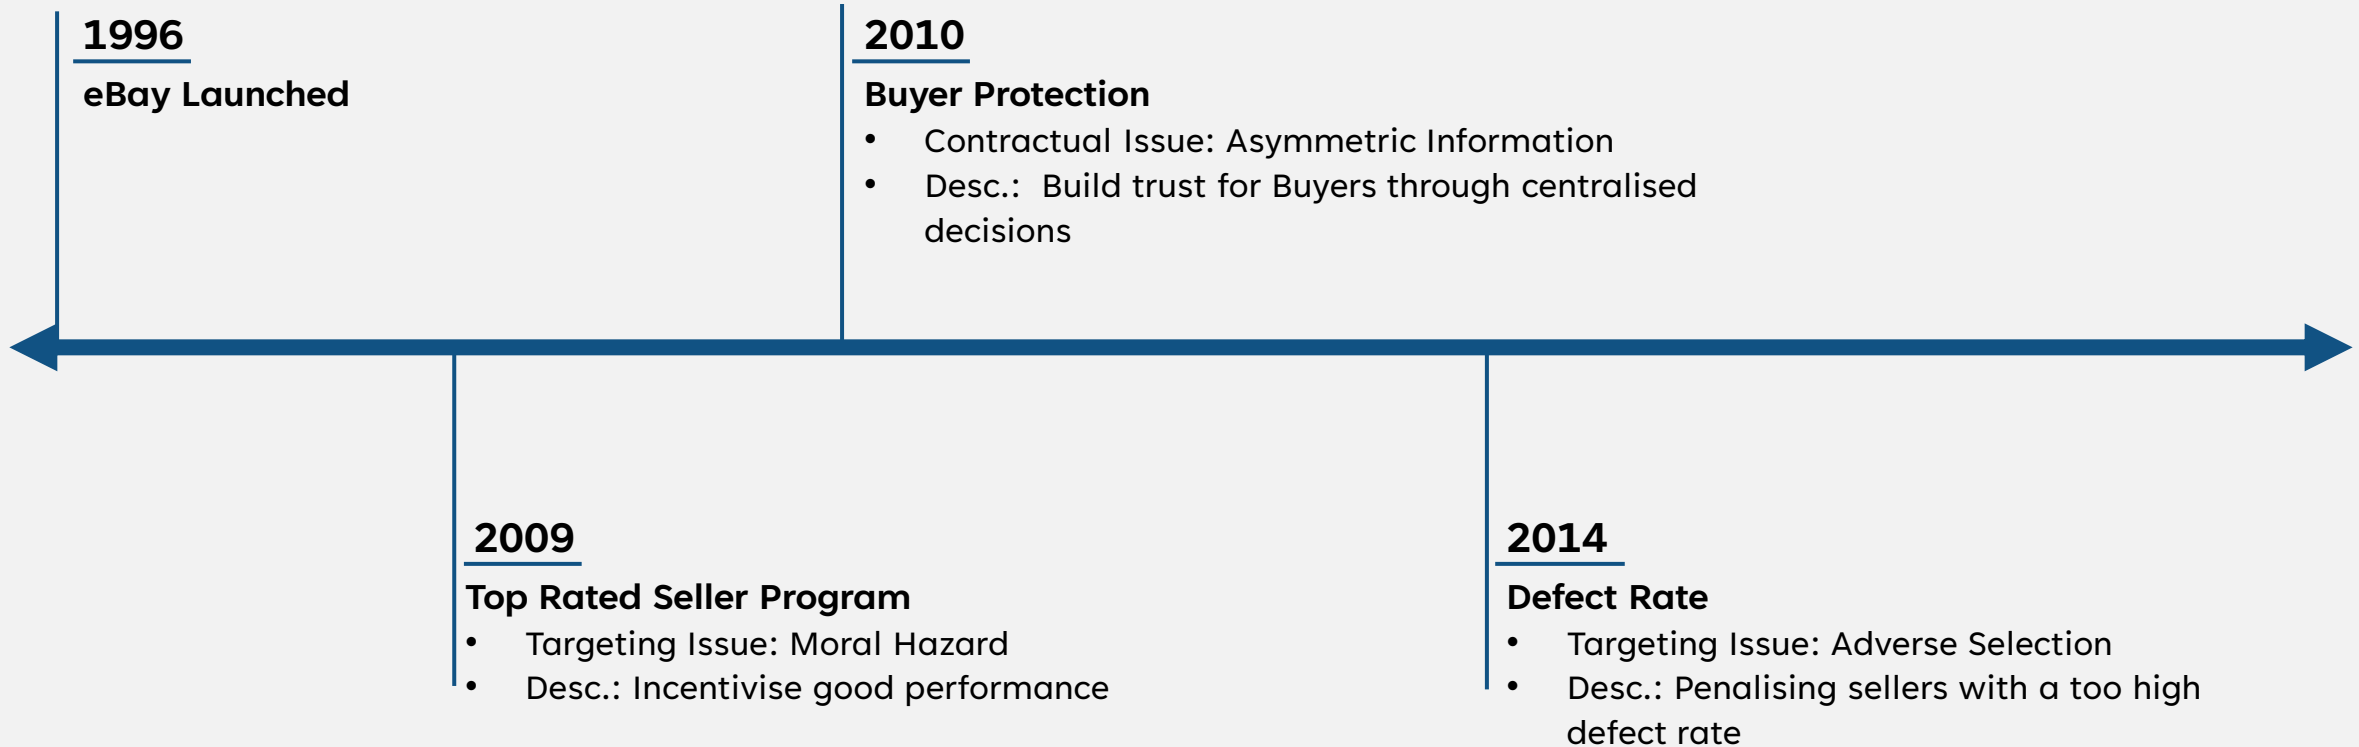 1996
eBay Launched
2010
Buyer Protection
• Contractual Issue: Asymmetric Information
• Desc.:  Build trust for Buyers through centralised
decisions
2009
Top Rated Seller Program
• Targeting Issue: Moral Hazard
• Desc.: Incentivise good performance
2014
Defect Rate
• Targeting Issue: Adverse Selection
• Desc.: Penalising sellers with a too high
defect rate